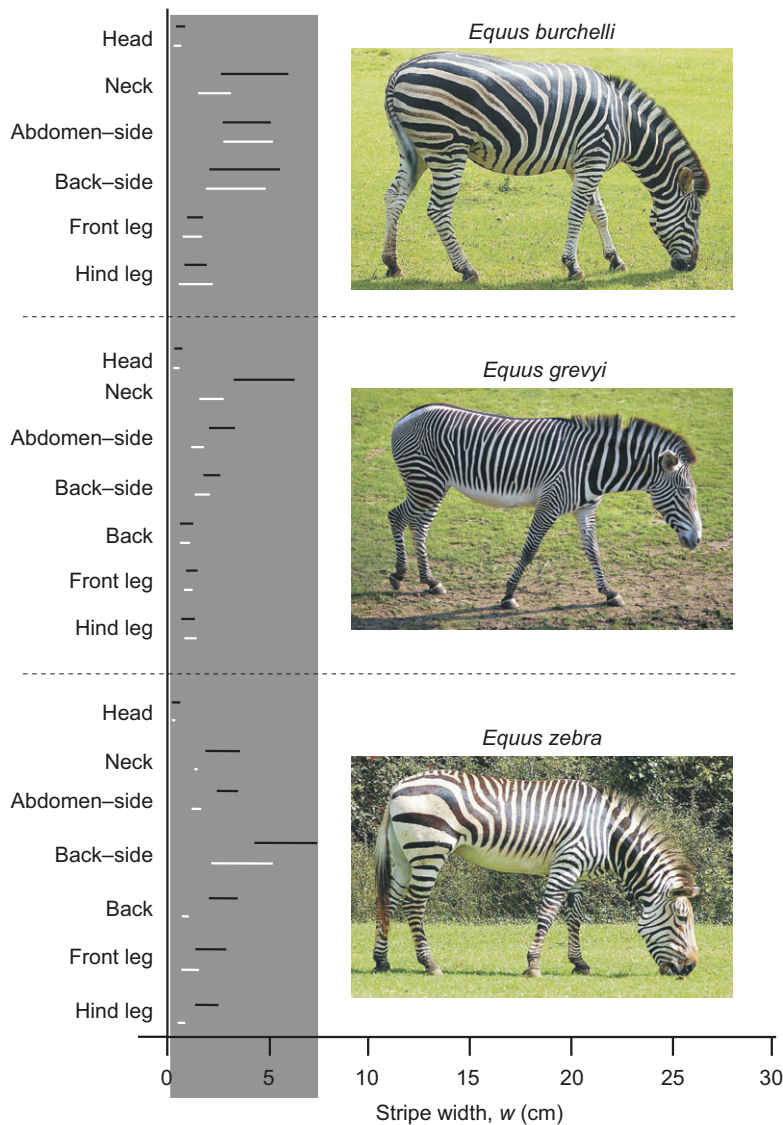 Equus burchelli
Head
Neck
Abdomen–side
Back–side
Front leg
Hind leg
Equus grevyi
Head
Neck
Abdomen–side
Back–side
Back
Front leg
Hind leg
Equus zebra
Head
Neck
Abdomen–side
Back–side
Back
Front leg
Hind leg
0 5 10 15 20 25 30
Stripe width, w (cm)